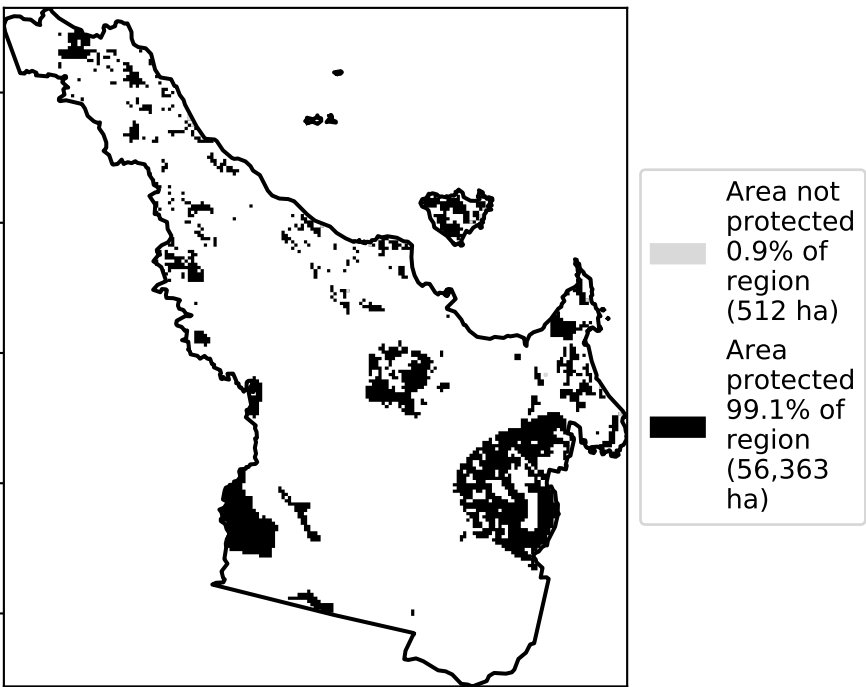 Area not
protected
0.9% of
region
(512 ha)
Area
protected
99.1% of
region
(56,363
ha)